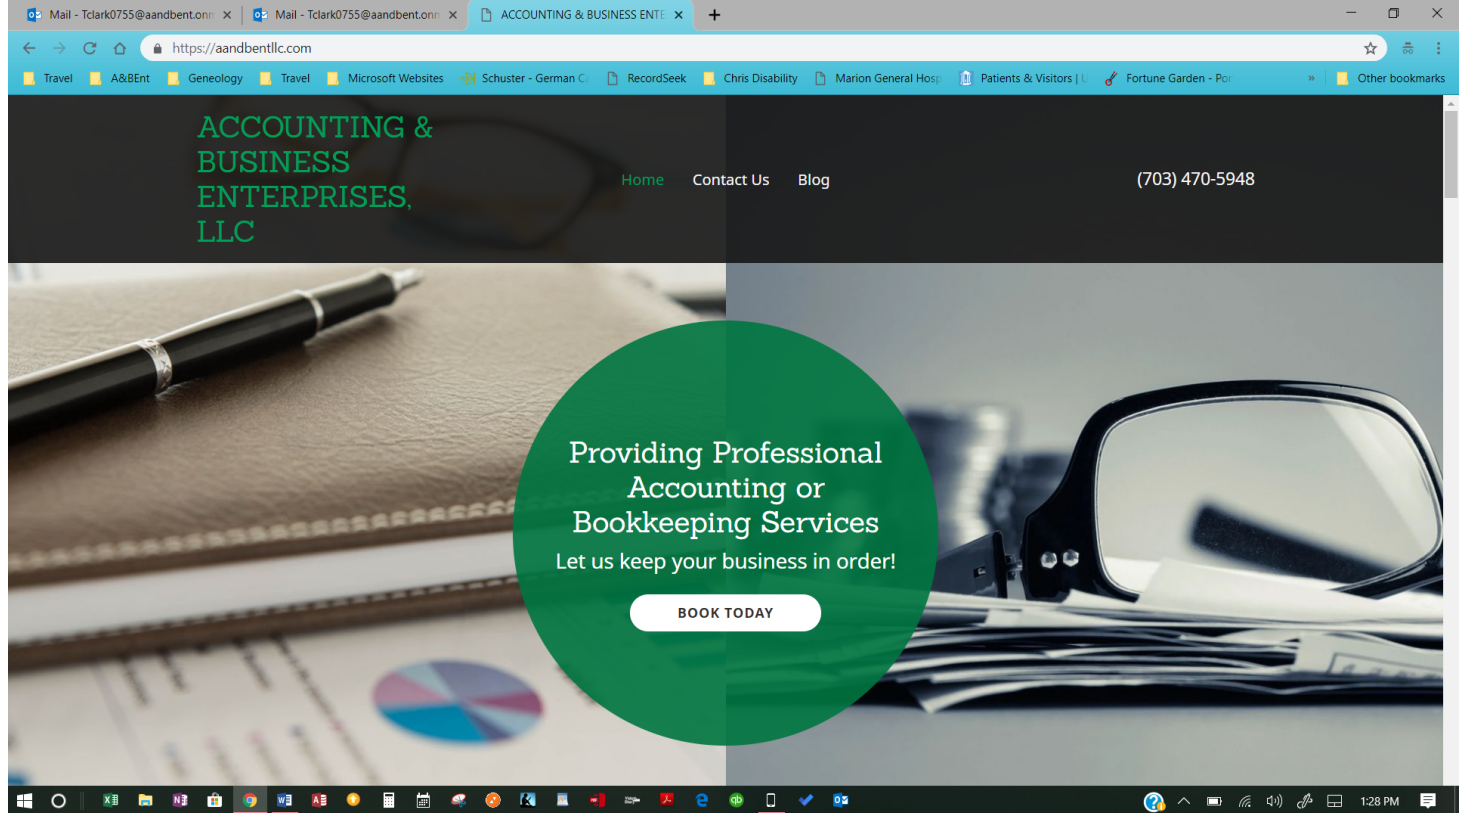 Mail - Tclark0755@aandbent.onm
Mail - Tclark0755@aandbent.onm
ACCOUNTING & BUSINESS ENTE
https://aandbentllc.com
Travel
A&BEnt
Geneology
Travel
Microsoft Websites
Schuster - German C
RecordSeek
Chris Disability
Marion General Hosp
Patients & Visitors | U
Fortune Garden - Por
»
Other bookmarks
ACCOUNTING &
BUSINESS
ENTERPRISES,
LLC
Home
Contact Us
Blog
(703) 470-5948
Providing Professional
Accounting or
Bookkeeping Services
Let us keep your business in order!
BOOK TODAY
1:28 PM